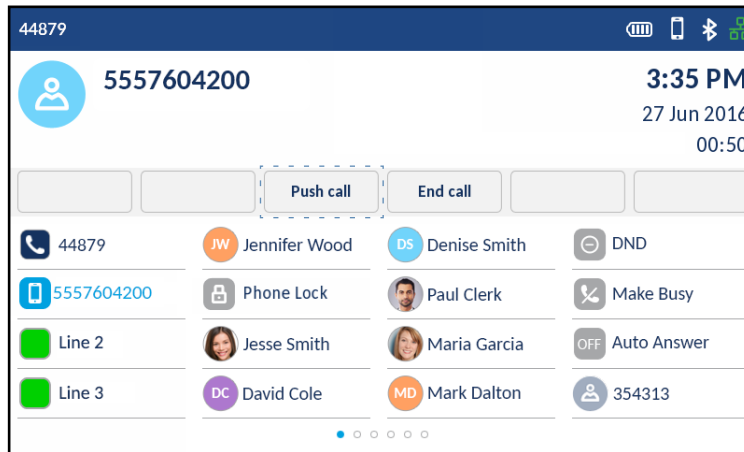 44879
5557604200
3:35 PM
27 Jun 2016
00:50
Push call
End call
44879
JW Jennifer Wood
DS Denise Smith
DND
5557604200
Phone Lock
Paul Clerk
Make Busy
Line 2
Jesse Smith
Maria Garcia
OFF Auto Answer
Line 3
DC David Cole
MD Mark Dalton
354313